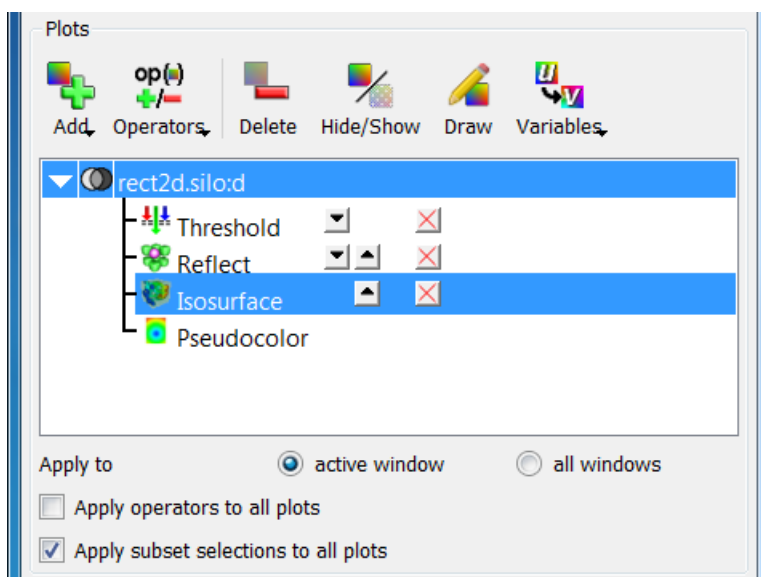 Plots
op(●)
+/-
Add Operators Delete Hide/Show Draw Variables
rect2d.silo:d
Threshold
Reflect
Isosurface
Pseudocolor
Apply to active window all windows
Apply operators to all plots
Apply subset selections to all plots